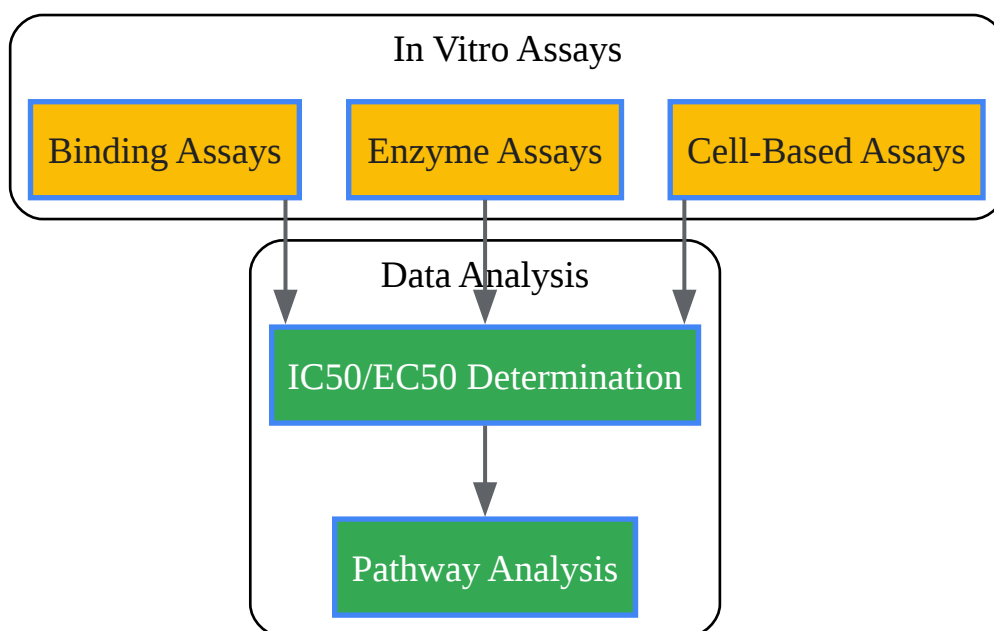 In Vitro Assays
Binding Assays
Enzyme Assays
Cell-Based Assays
Data Analysis
IC50/EC50 Determination
Pathway Analysis